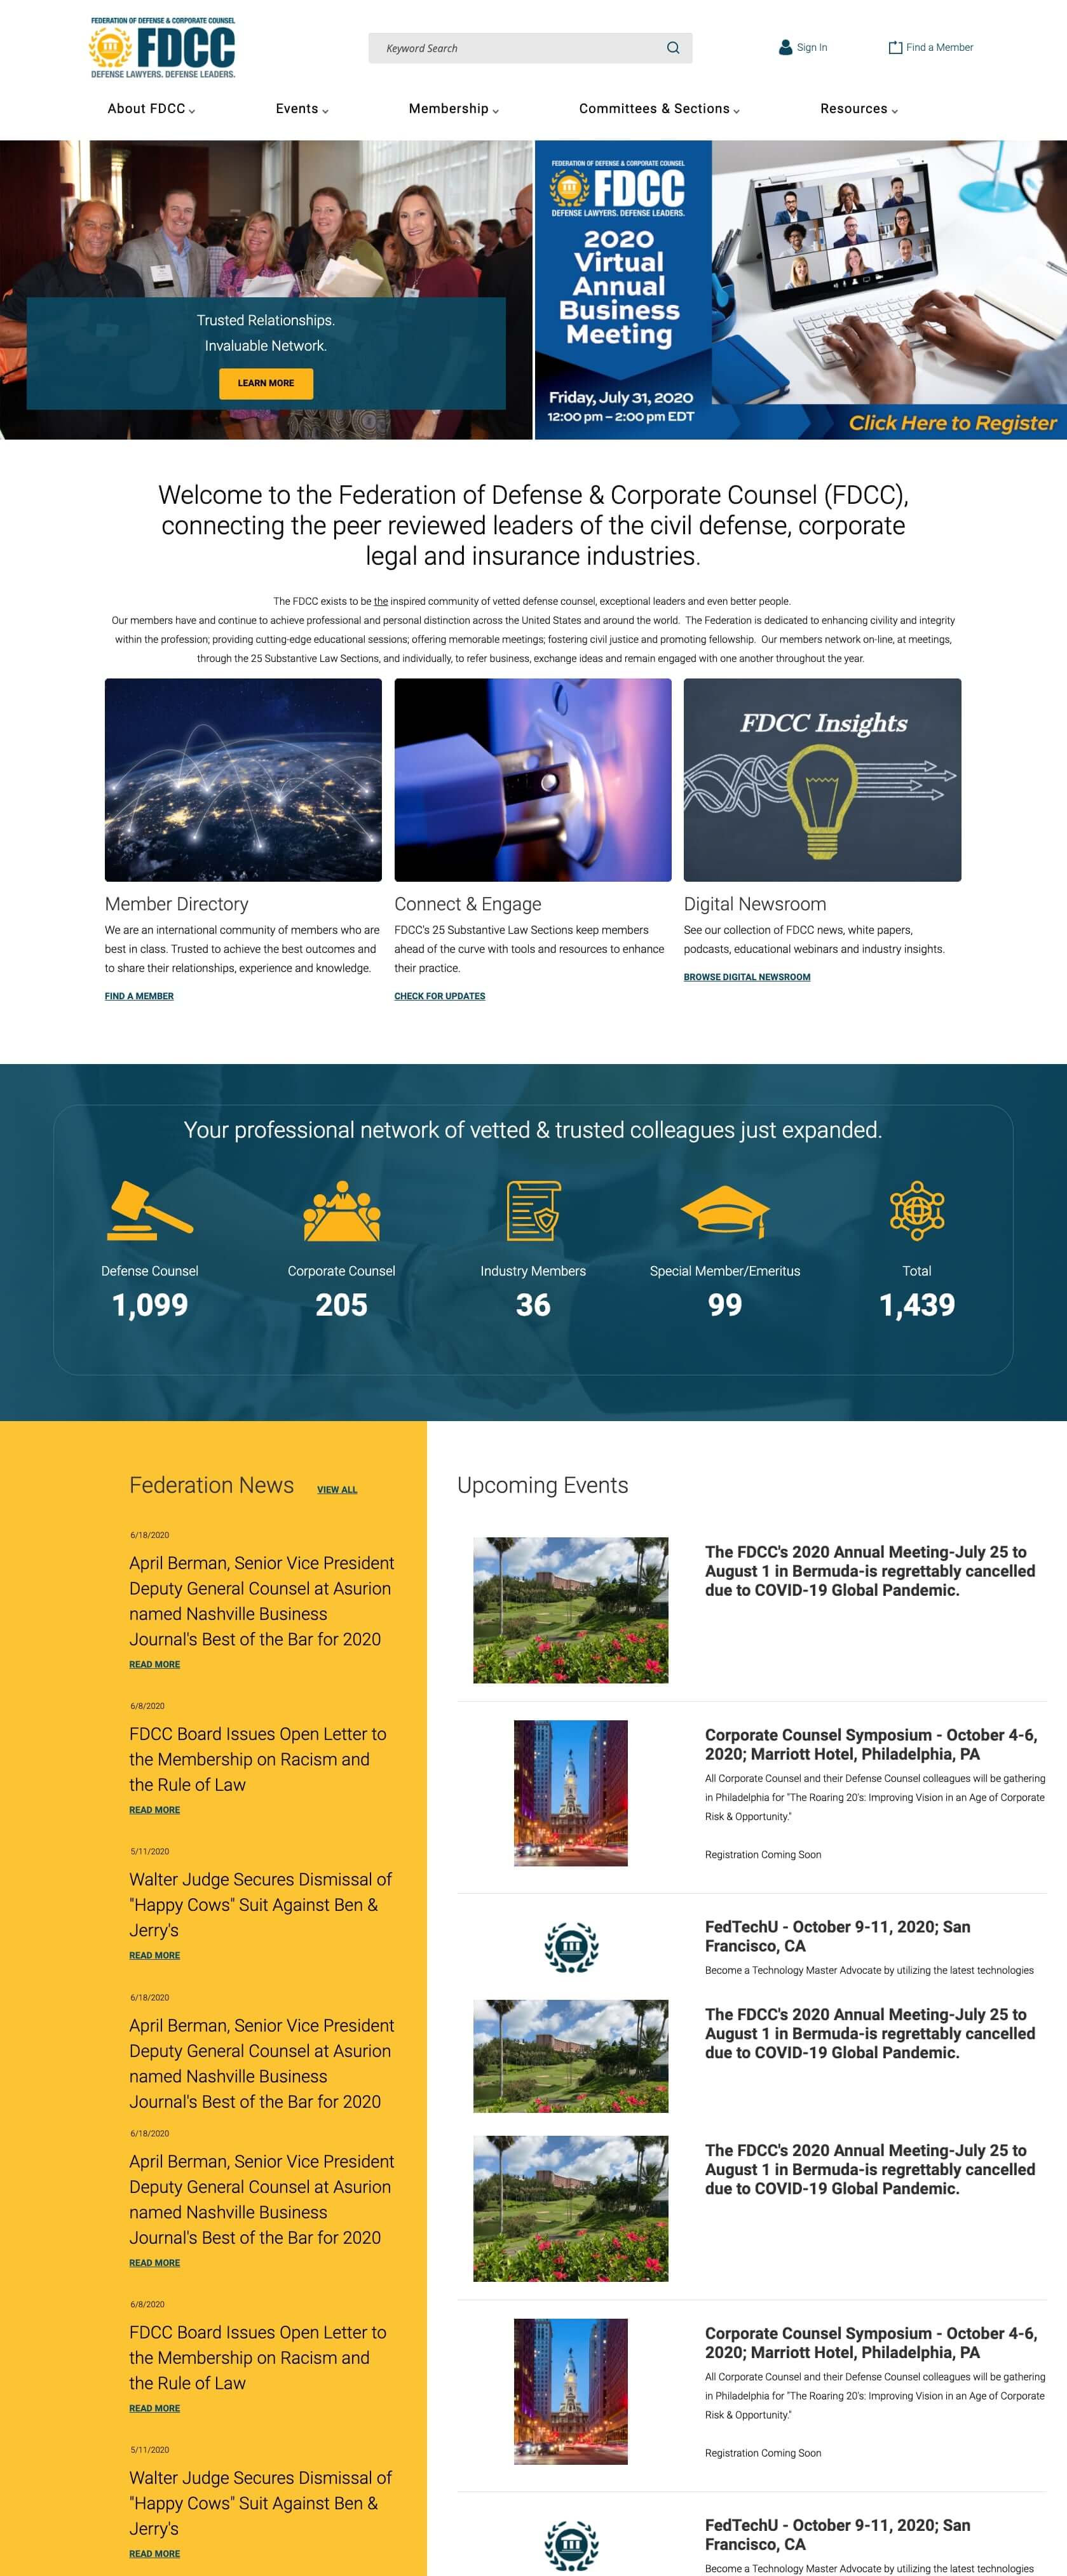 FEDERATION OF DEFENSE & CORPORATE COUNSEL
FDCC
DEFENSE LAWYERS. DEFENSE LEADERS.
Keyword Search
Sign In
Find a Member
About FDCC
Events
Membership
Committees & Sections
Resources
Trusted Relationships.
Invaluable Network.
LEARN MORE
FEDERATION OF DEFENSE & CORPORATE COUNSEL
FDCC
DEFENSE LAWYERS. DEFENSE LEADERS.
2020
Virtual
Annual
Business
Meeting
Friday, July 31, 2020
12:00 pm – 2:00 pm EDT
Click Here to Register
Welcome to the Federation of Defense & Corporate Counsel (FDCC),
connecting the peer reviewed leaders of the civil defense, corporate
legal and insurance industries.
The FDCC exists to be the inspired community of vetted defense counsel, exceptional leaders and even better people.
Our members have and continue to achieve professional and personal distinction across the United States and around the world. The Federation is dedicated to enhancing civility and integrity
within the profession; providing cutting-edge educational sessions; offering memorable meetings; fostering civil justice and promoting fellowship. Our members network on-line, at meetings,
through the 25 Substantive Law Sections, and individually, to refer business, exchange ideas and remain engaged with one another throughout the year.
FDCC Insights
Member Directory
We are an international community of members who are
best in class. Trusted to achieve the best outcomes and
to share their relationships, experience and knowledge.
FIND A MEMBER
Connect & Engage
FDCC's 25 Substantive Law Sections keep members
ahead of the curve with tools and resources to enhance
their practice.
CHECK FOR UPDATES
Digital Newsroom
See our collection of FDCC news, white papers,
podcasts, educational webinars and industry insights.
BROWSE DIGITAL NEWSROOM
Your professional network of vetted & trusted colleagues just expanded.
Defense Counsel
1,099
Corporate Counsel
205
Industry Members
36
Special Member/Emeritus
99
Total
1,439
Federation News
VIEW ALL
6/18/2020
April Berman, Senior Vice President
Deputy General Counsel at Asurion
named Nashville Business
Journal's Best of the Bar for 2020
READ MORE
6/8/2020
FDCC Board Issues Open Letter to
the Membership on Racism and
the Rule of Law
READ MORE
5/11/2020
Walter Judge Secures Dismissal of
"Happy Cows" Suit Against Ben &
Jerry's
READ MORE
6/18/2020
April Berman, Senior Vice President
Deputy General Counsel at Asurion
named Nashville Business
Journal's Best of the Bar for 2020
6/18/2020
April Berman, Senior Vice President
Deputy General Counsel at Asurion
named Nashville Business
Journal's Best of the Bar for 2020
READ MORE
6/8/2020
FDCC Board Issues Open Letter to
the Membership on Racism and
the Rule of Law
READ MORE
5/11/2020
Walter Judge Secures Dismissal of
"Happy Cows" Suit Against Ben &
Jerry's
READ MORE
Upcoming Events
The FDCC's 2020 Annual Meeting-July 25 to
August 1 in Bermuda-is regrettably cancelled
due to COVID-19 Global Pandemic.
Corporate Counsel Symposium - October 4-6,
2020; Marriott Hotel, Philadelphia, PA
All Corporate Counsel and their Defense Counsel colleagues will be gathering
in Philadelphia for "The Roaring 20's: Improving Vision in an Age of Corporate
Risk & Opportunity."
Registration Coming Soon
FedTechU - October 9-11, 2020; San
Francisco, CA
Become a Technology Master Advocate by utilizing the latest technologies
The FDCC's 2020 Annual Meeting-July 25 to
August 1 in Bermuda-is regrettably cancelled
due to COVID-19 Global Pandemic.
The FDCC's 2020 Annual Meeting-July 25 to
August 1 in Bermuda-is regrettably cancelled
due to COVID-19 Global Pandemic.
Corporate Counsel Symposium - October 4-6,
2020; Marriott Hotel, Philadelphia, PA
All Corporate Counsel and their Defense Counsel colleagues will be gathering
in Philadelphia for "The Roaring 20's: Improving Vision in an Age of Corporate
Risk & Opportunity."
Registration Coming Soon
FedTechU - October 9-11, 2020; San
Francisco, CA
Become a Technology Master Advocate by utilizing the latest technologies